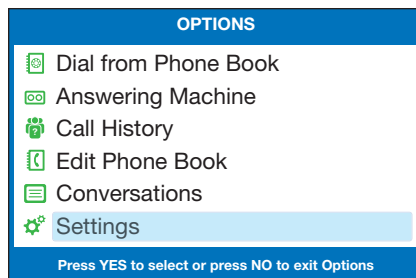 OPTIONS
Dial from Phone Book
Answering Machine
Call History
Edit Phone Book
Conversations
Settings
Press YES to select or press NO to exit Options